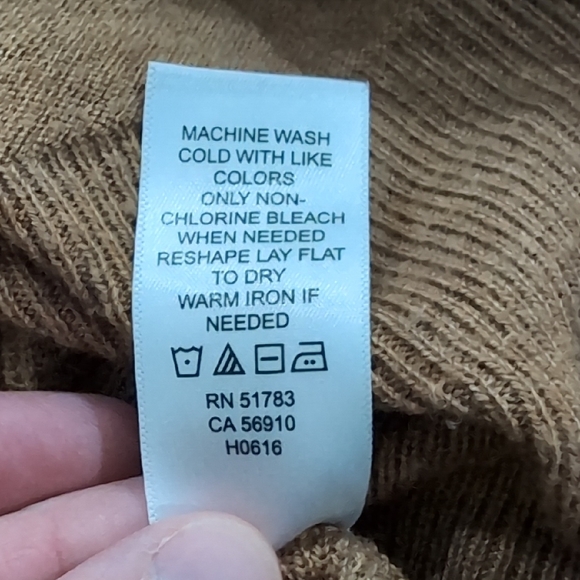 MACHINE WASH
COLD WITH LIKE
COLORS
ONLY NON-
CHLORINE BLEACH
WHEN NEEDED
RESHAPE LAY FLAT
TO DRY
WARM IRON IF
NEEDED
RN 51783
CA 56910
H0616